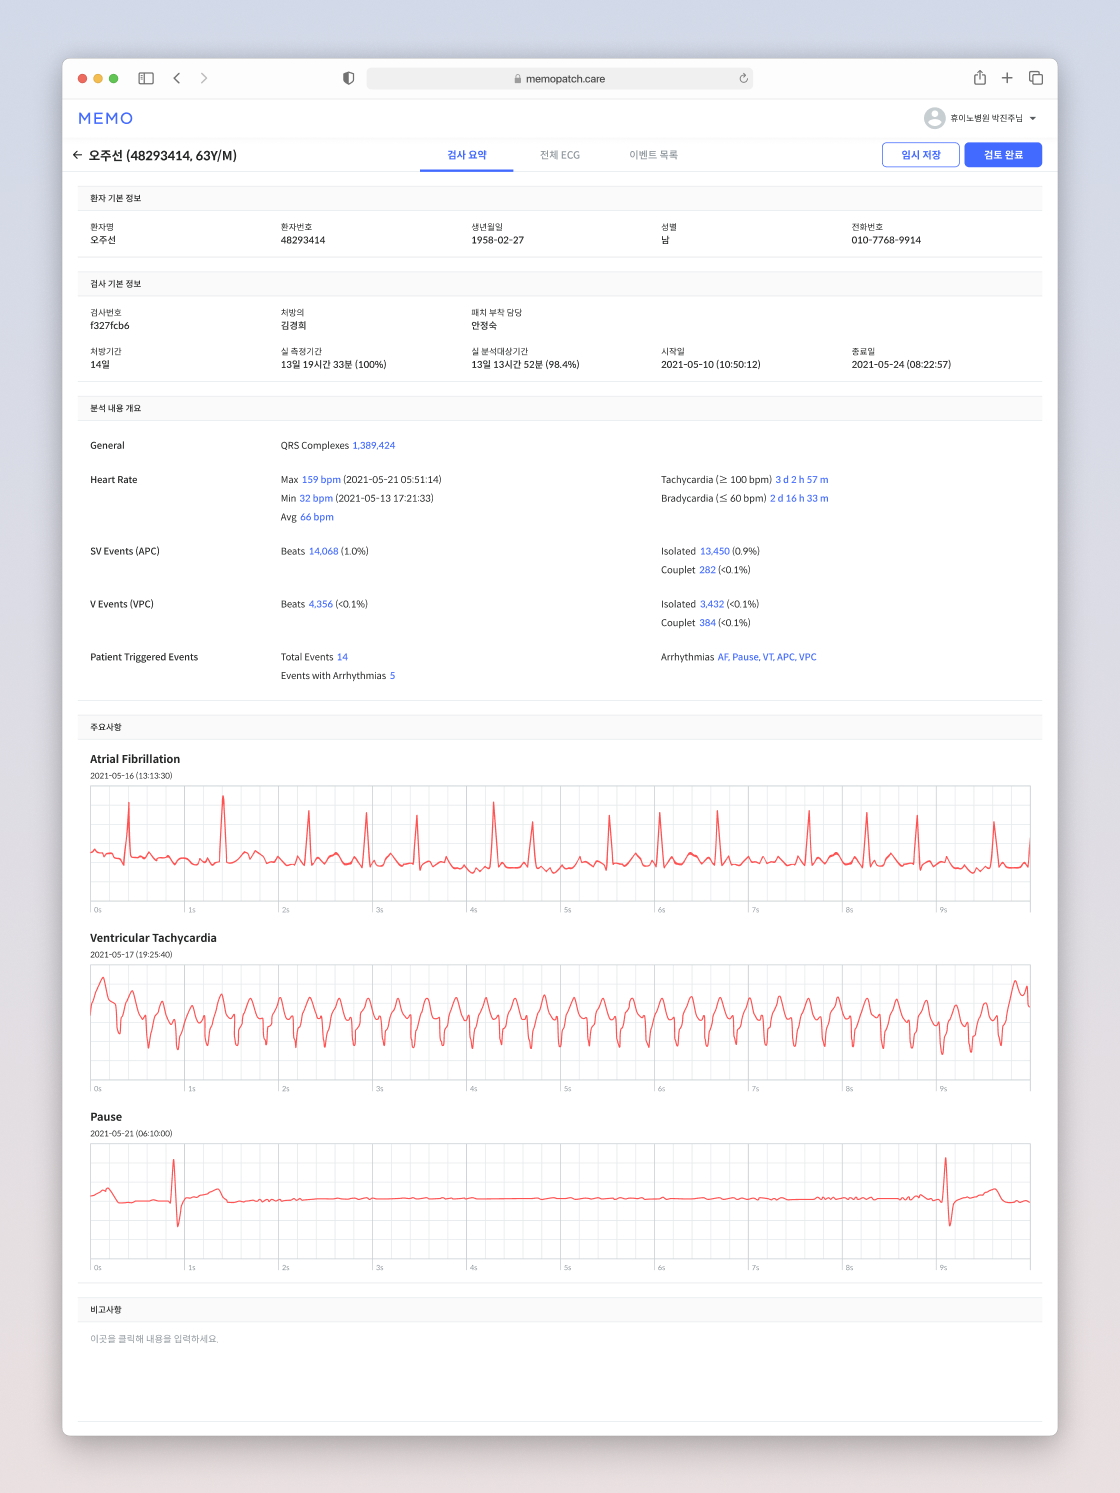 memopatch.care
MEMO
휴이노병원 박진주님
오주선 (48293414, 63Y/M)
검사 요약
전체 ECG
이벤트 목록
임시 저장
검토 완료
환자 기본 정보
환자명
환자번호
생년월일
성별
전화번호
오주선
48293414
1958-02-27
남
010-7768-9914
검사 기본 정보
검사번호
처방의
패치 부착 담당
f327fcb6
김경희
안정숙
처방기간
실 측정기간
실 분석대상기간
시작일
종료일
14일
13일 19시간 33분 (100%)
13일 13시간 52분 (98.4%)
2021-05-10 (10:50:12)
2021-05-24 (08:22:57)
분석 내용 개요
General
QRS Complexes 1,389,424
Heart Rate
Max 159 bpm (2021-05-21 05:51:14)
Tachycardia (≥ 100 bpm) 3 d 2 h 57 m
Min 32 bpm (2021-05-13 17:21:33)
Bradycardia (≤ 60 bpm) 2 d 16 h 33 m
Avg 66 bpm
SV Events (APC)
Beats 14,068 (1.0%)
Isolated 13,450 (0.9%)
Couplet 282 (<0.1%)
V Events (VPC)
Beats 4,356 (<0.1%)
Isolated 3,432 (<0.1%)
Couplet 384 (<0.1%)
Patient Triggered Events
Total Events 14
Arrhythmias AF, Pause, VT, APC, VPC
Events with Arrhythmias 5
주요사항
Atrial Fibrillation
2021-05-16 (13:13:30)
0s 1s 2s 3s 4s 5s 6s 7s 8s 9s
Ventricular Tachycardia
2021-05-17 (19:25:40)
0s 1s 2s 3s 4s 5s 6s 7s 8s 9s
Pause
2021-05-21 (06:10:00)
0s 1s 2s 3s 4s 5s 6s 7s 8s 9s
비고사항
이곳을 클릭해 내용을 입력하세요.